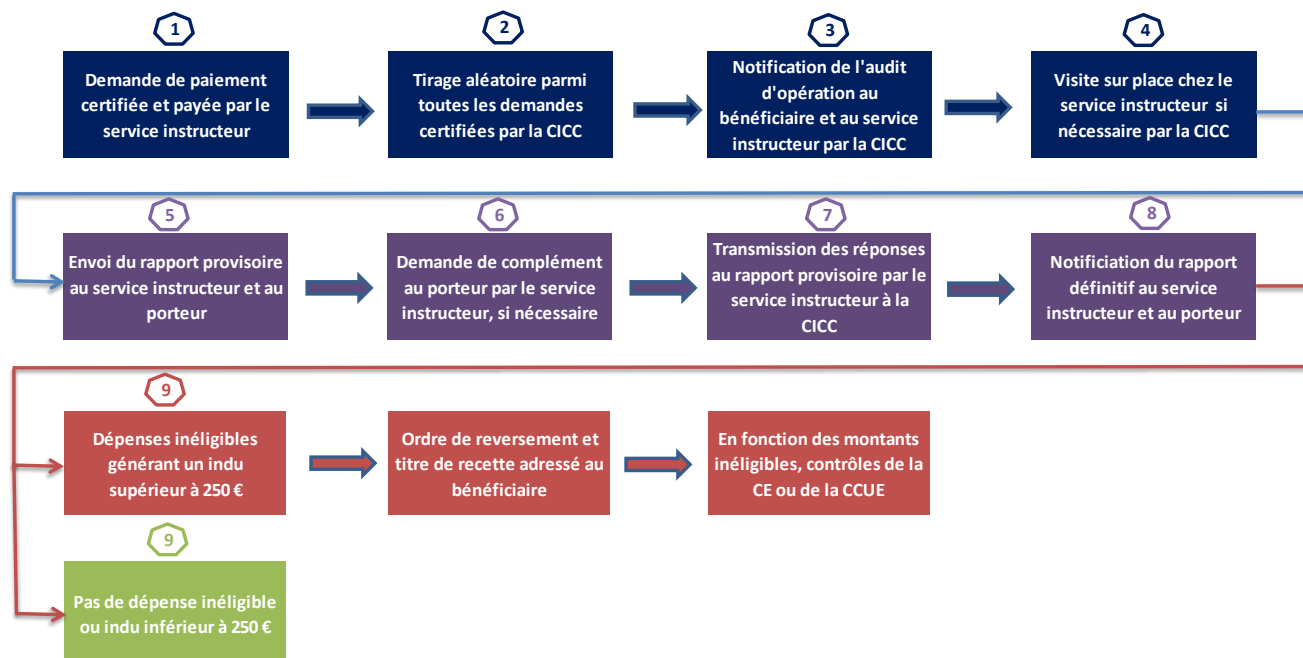 1
Demande de paiement
certifiée et payée par le
service instructeur
2
Tirage aléatoire parmi
toutes les demandes
certifiées par la CICC
3
Notification de l'audit
d'opération au
bénéficiaire et au service
instructeur par la CICC
4
Visite sur place chez le
service instructeur si
nécessaire par la CICC
5
Envoi du rapport provisoire
au service instructeur et au
porteur
6
Demande de complément
au porteur par le service
instructeur, si nécessaire
7
Transmission des réponses
au rapport provisoire par le
service instructeur à la
CICC
8
Notificiation du rapport
définitif au service
instructeur et au porteur
9
Dépenses inéligibles
générant un indu
supérieur à 250 €
Ordre de reversement et
titre de recette adressé au
bénéficiaire
En fonction des montants
inéligibles, contrôles de la
CE ou de la CCUE
9
Pas de dépense inéligible
ou indu inférieur à 250 €